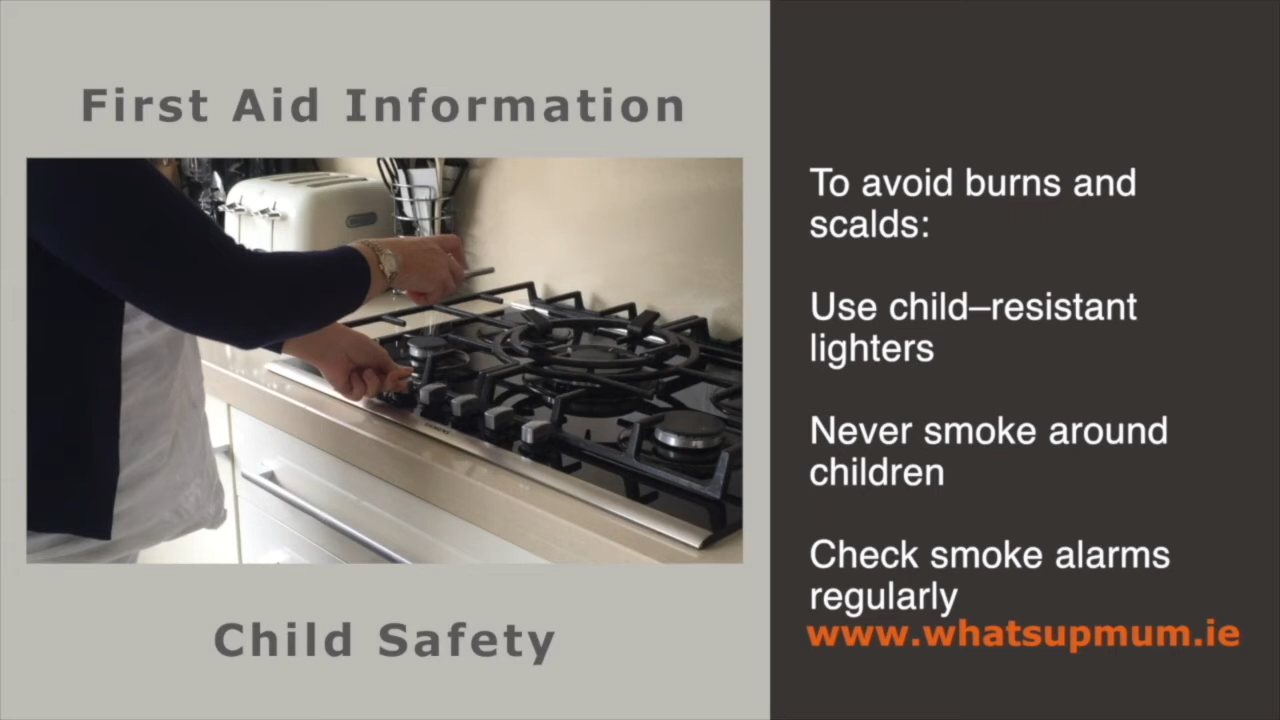 First Aid Information
Child Safety
To avoid burns and
scalds:
Use child–resistant
lighters
Never smoke around
children
Check smoke alarms
regularly
www.whatsupmum.ie